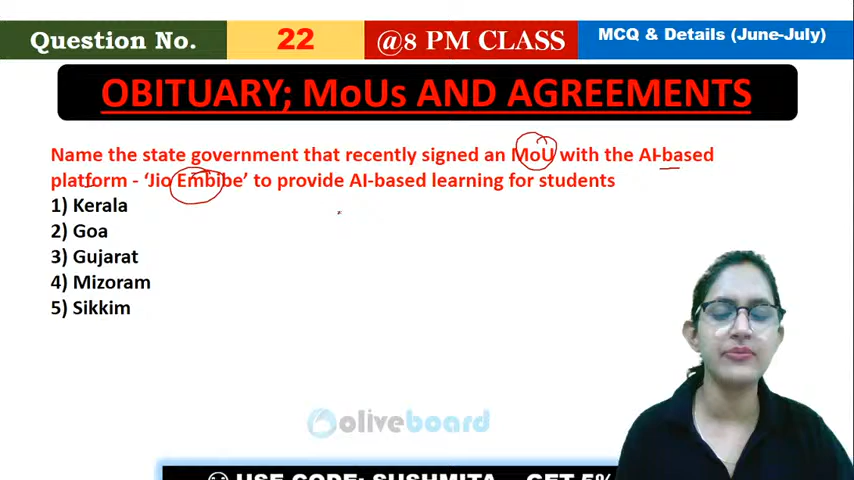 Question No. 22 @8 PM CLASS MCQ & Details (June-July)
OBITUARY; MoUs AND AGREEMENTS
Name the state government that recently signed an MoU with the AI-based
platform - ‘Jio Embibe’ to provide AI-based learning for students
1) Kerala
2) Goa
3) Gujarat
4) Mizoram
5) Sikkim
oliveboard
USE CODE: SUSHMITA GET 5%